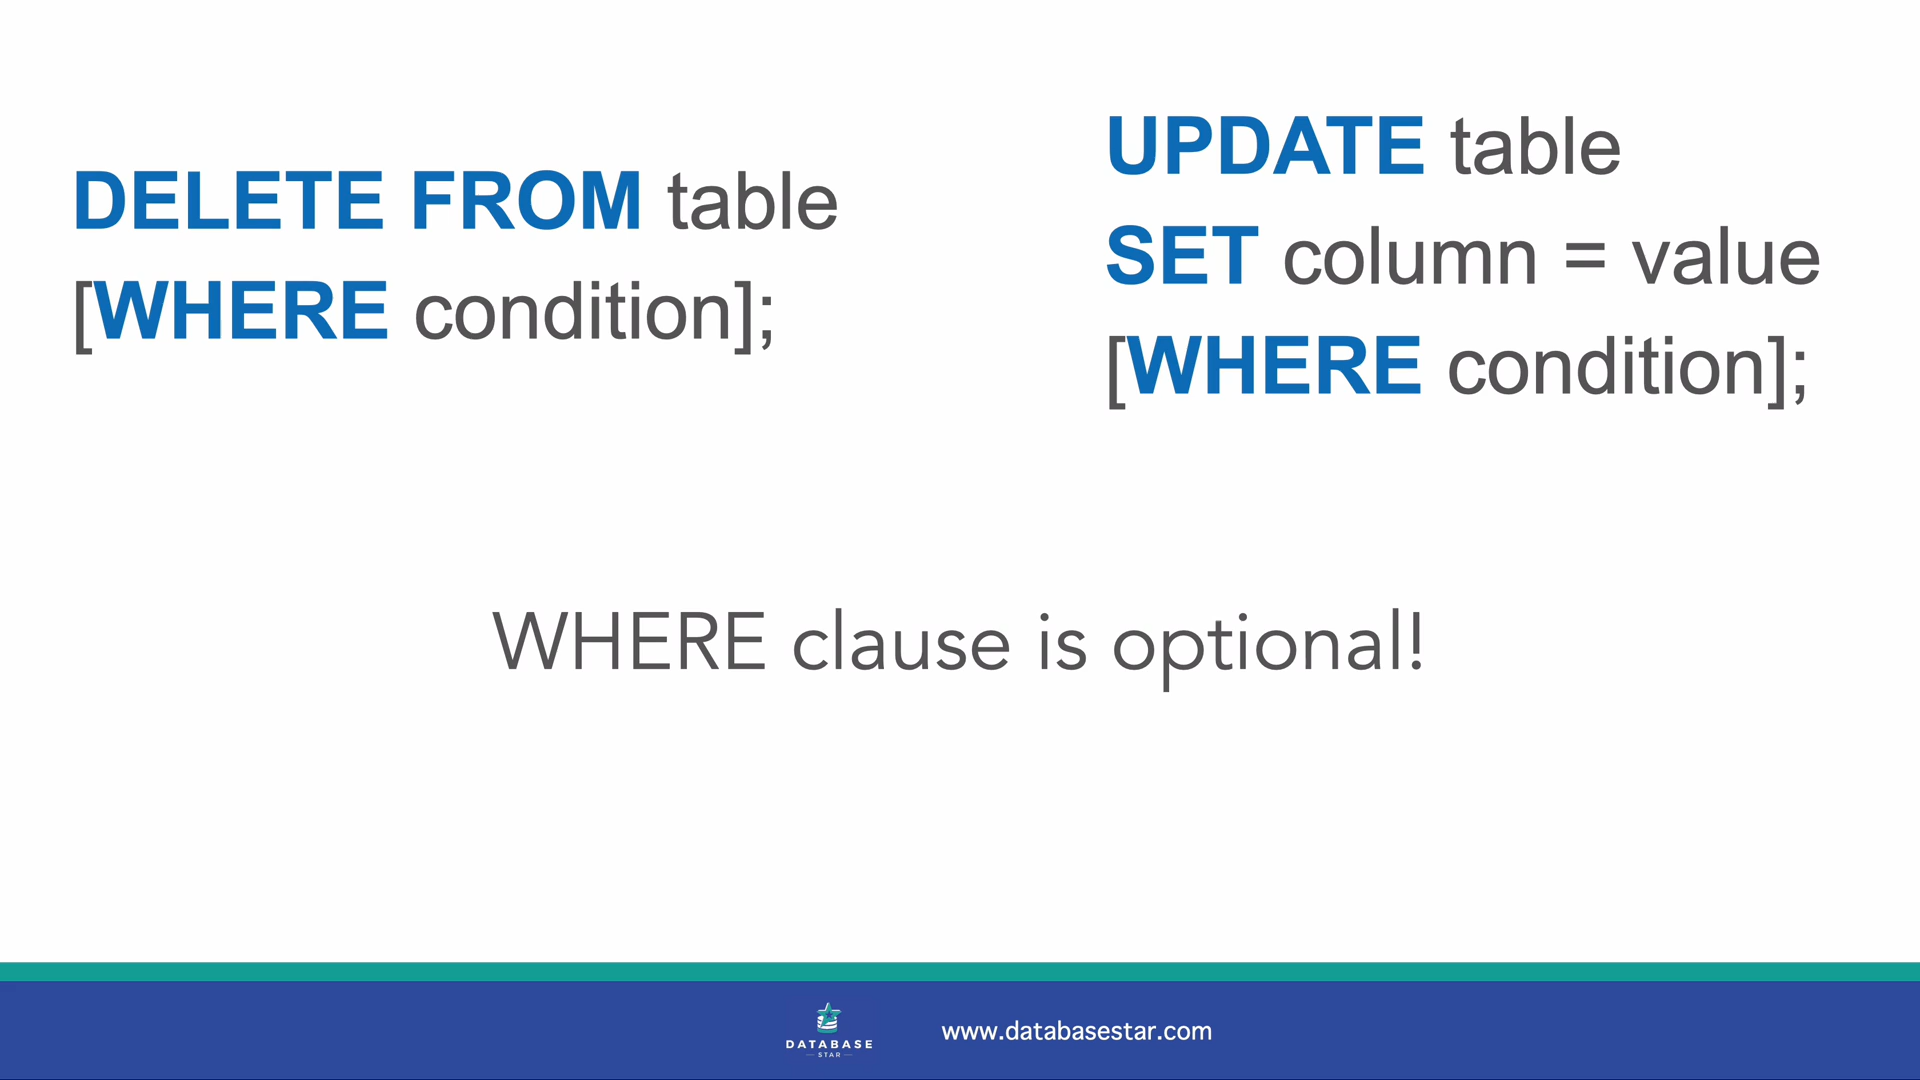 DELETE FROM table
[WHERE condition];
UPDATE table
SET column = value
[WHERE condition];
WHERE clause is optional!
DATABASE
STAR
www.databasestar.com